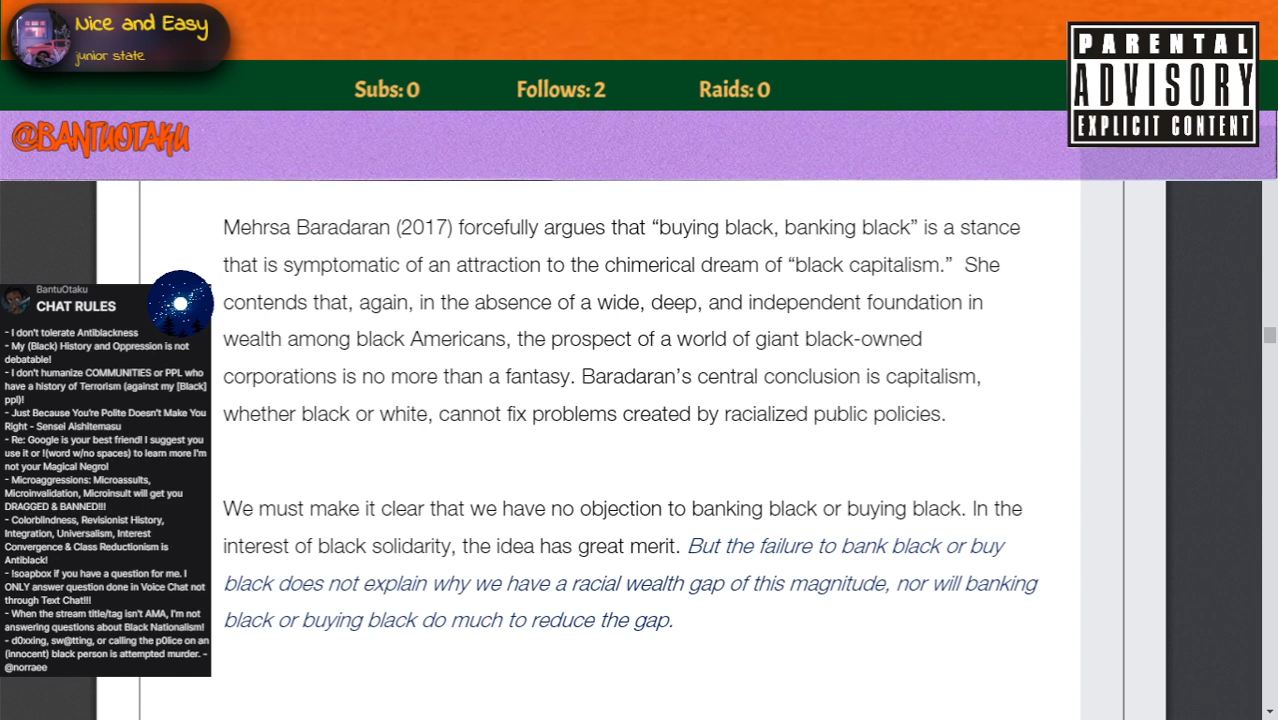 Nice and Easy
junior state
Subs: 0
Follows: 2
Raids: 0
PARENTAL
ADVISORY
EXPLICIT CONTENT
@BANTUOTAKU
Mehrsa Baradaran (2017) forcefully argues that “buying black, banking black” is a stance
that is symptomatic of an attraction to the chimerical dream of “black capitalism.” She
contends that, again, in the absence of a wide, deep, and independent foundation in
wealth among black Americans, the prospect of a world of giant black-owned
corporations is no more than a fantasy. Baradaran’s central conclusion is capitalism,
whether black or white, cannot fix problems created by racialized public policies.
We must make it clear that we have no objection to banking black or buying black. In the
interest of black solidarity, the idea has great merit. But the failure to bank black or buy
black does not explain why we have a racial wealth gap of this magnitude, nor will banking
black or buying black do much to reduce the gap.
BantuOtaku
CHAT RULES
- I don't tolerate Antiblackness
- My (Black) History and Oppression is not
debatable!
- I don't humanize COMMUNITIES or PPL who
have a history of Terrorism (against my [Black]
ppl)!
- Just Because You're Polite Doesn't Make You
Right - Sensei Aishitemasu
- Re: Google is your best friend! I suggest you
use it or !(word w/no spaces) to learn more I'm
not your Magical Negro!
- Microaggressions: Microassults,
Microinvalidation, Microinsult will get you
DRAGGED & BANNED!!!
- Colorblindness, Revisionist History,
Integration, Universalism, Interest
Convergence & Class Reductionism is
Antiblack!
- !soapbox if you have a question for me. I
ONLY answer question done in Voice Chat not
through Text Chat!!!
- When the stream title/tag isn't AMA, I'm not
answering questions about Black Nationalism!
- d0xxing, sw@tting, or calling the p0lice on an
(innocent) black person is attempted murder. -
@norraee